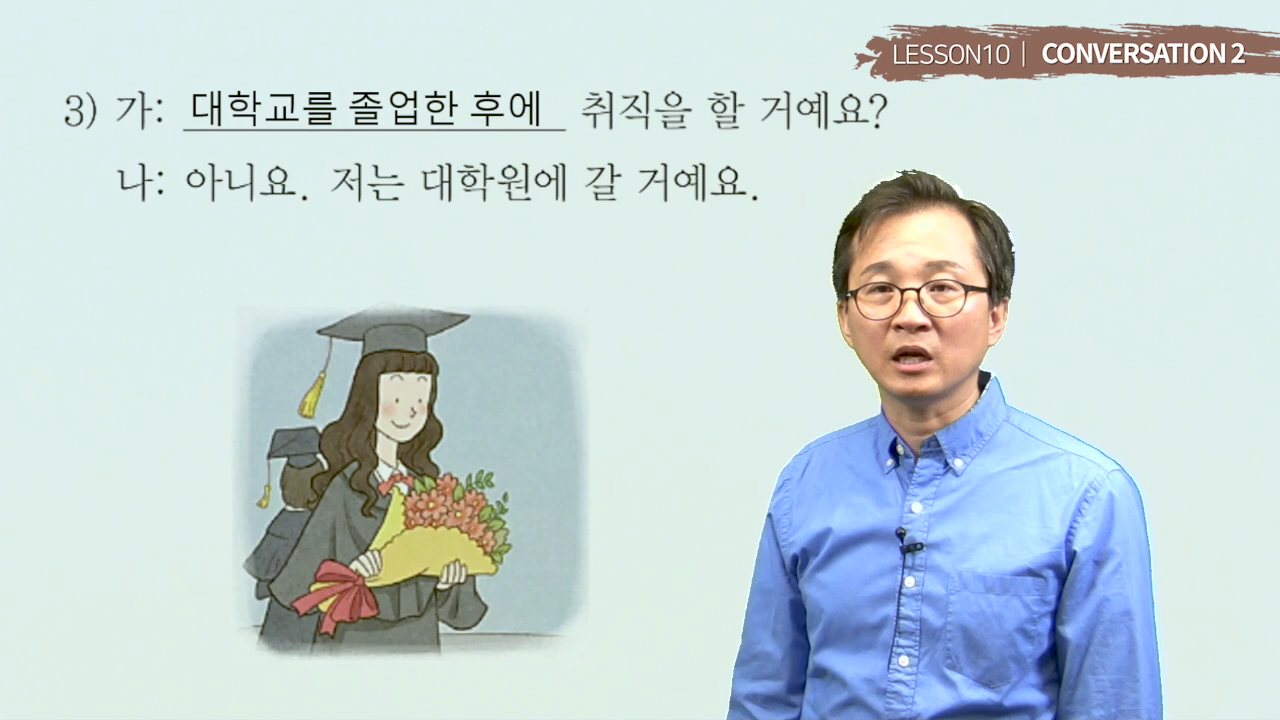 LESSON10 | CONVERSATION 2
3) 가: 대학교를 졸업한 후에 취직을 할 거예요?
나: 아니요. 저는 대학원에 갈 거예요.